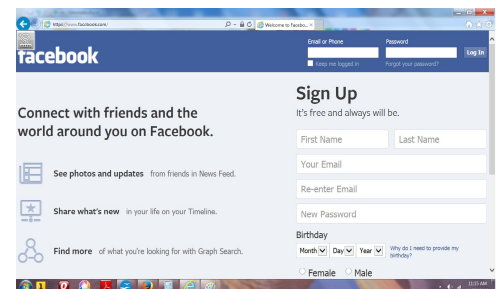 https://www.facebook.com/
Welcome to Facebo...
facebook
Email or Phone
Password
Log In
Keep me logged in
Forgot your password?
Connect with friends and the
world around you on Facebook.
See photos and updates from friends in News Feed.
Share what's new in your life on your Timeline.
Find more of what you're looking for with Graph Search.
Sign Up
It's free and always will be.
First Name
Last Name
Your Email
Re-enter Email
New Password
Birthday
Month Day Year
Why do I need to provide my
birthday?
Female Male
11:15 AM